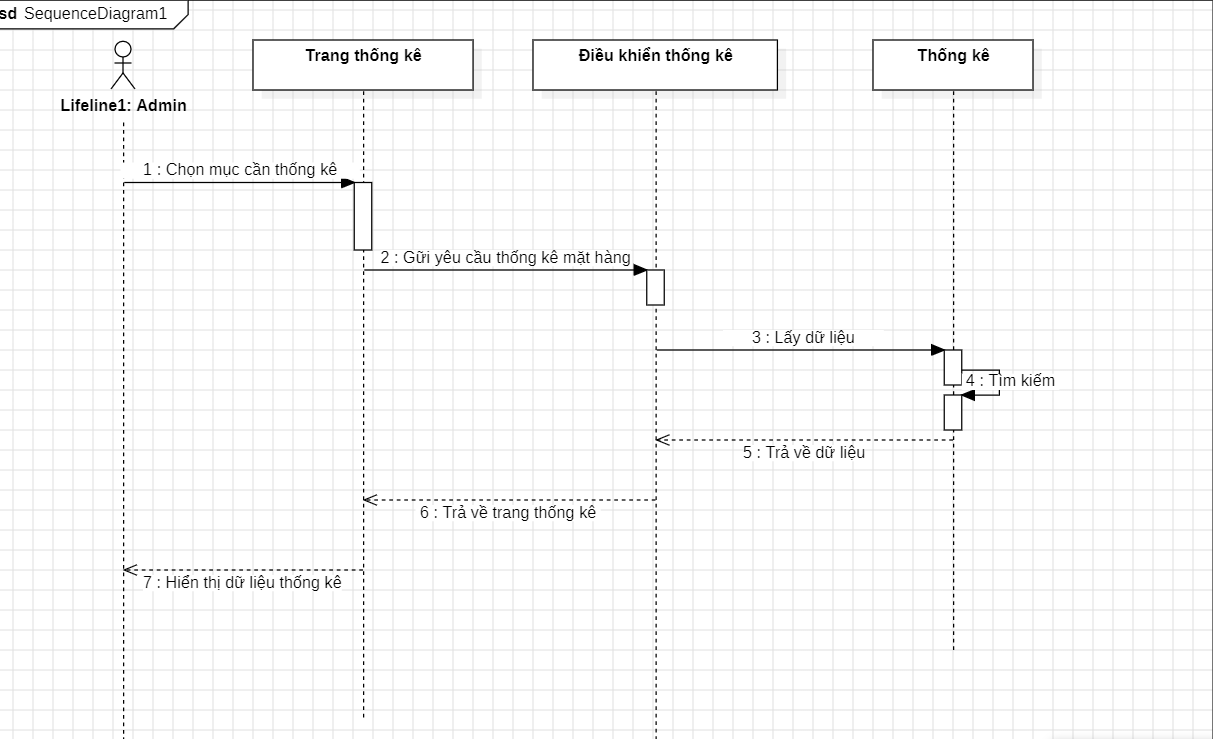 sd SequenceDiagram1
Lifeline1: Admin
Trang thống kê
Điều khiển thống kê
Thống kê
1 : Chọn mục cần thống kê
2 : Gữi yêu cầu thống kê mặt hàng
3 : Lấy dữ liệu
4 : Tìm kiếm
5 : Trả về dữ liệu
6 : Trả về trang thống kê
7 : Hiển thị dữ liệu thống kê